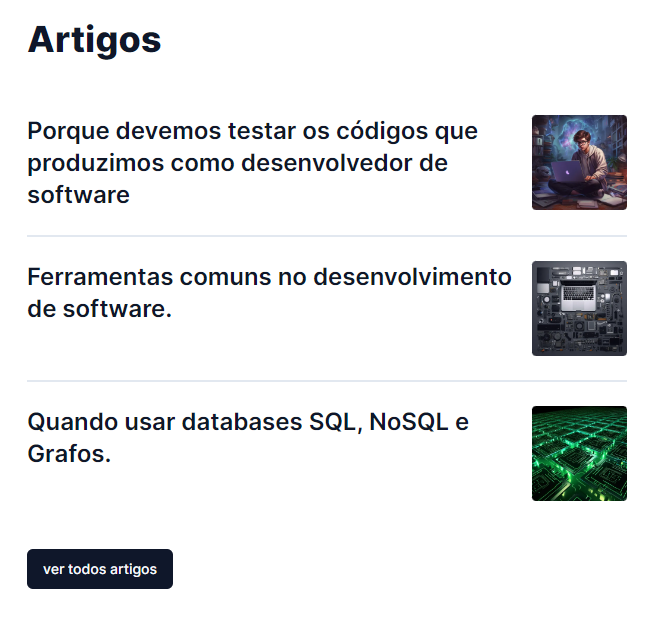 Artigos
Porque devemos testar os códigos que
produzimos como desenvolvedor de
software
Ferramentas comuns no desenvolvimento
de software.
Quando usar databases SQL, NoSQL e
Grafos.
ver todos artigos